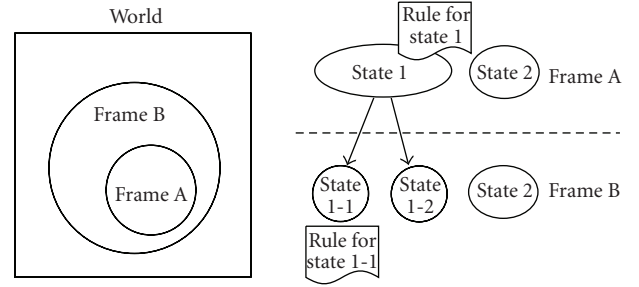 World
Frame B
Frame A
Rule for
state 1
State 1
State 2
Frame A
State
1-1
State
1-2
State 2
Frame B
Rule for
state 1-1